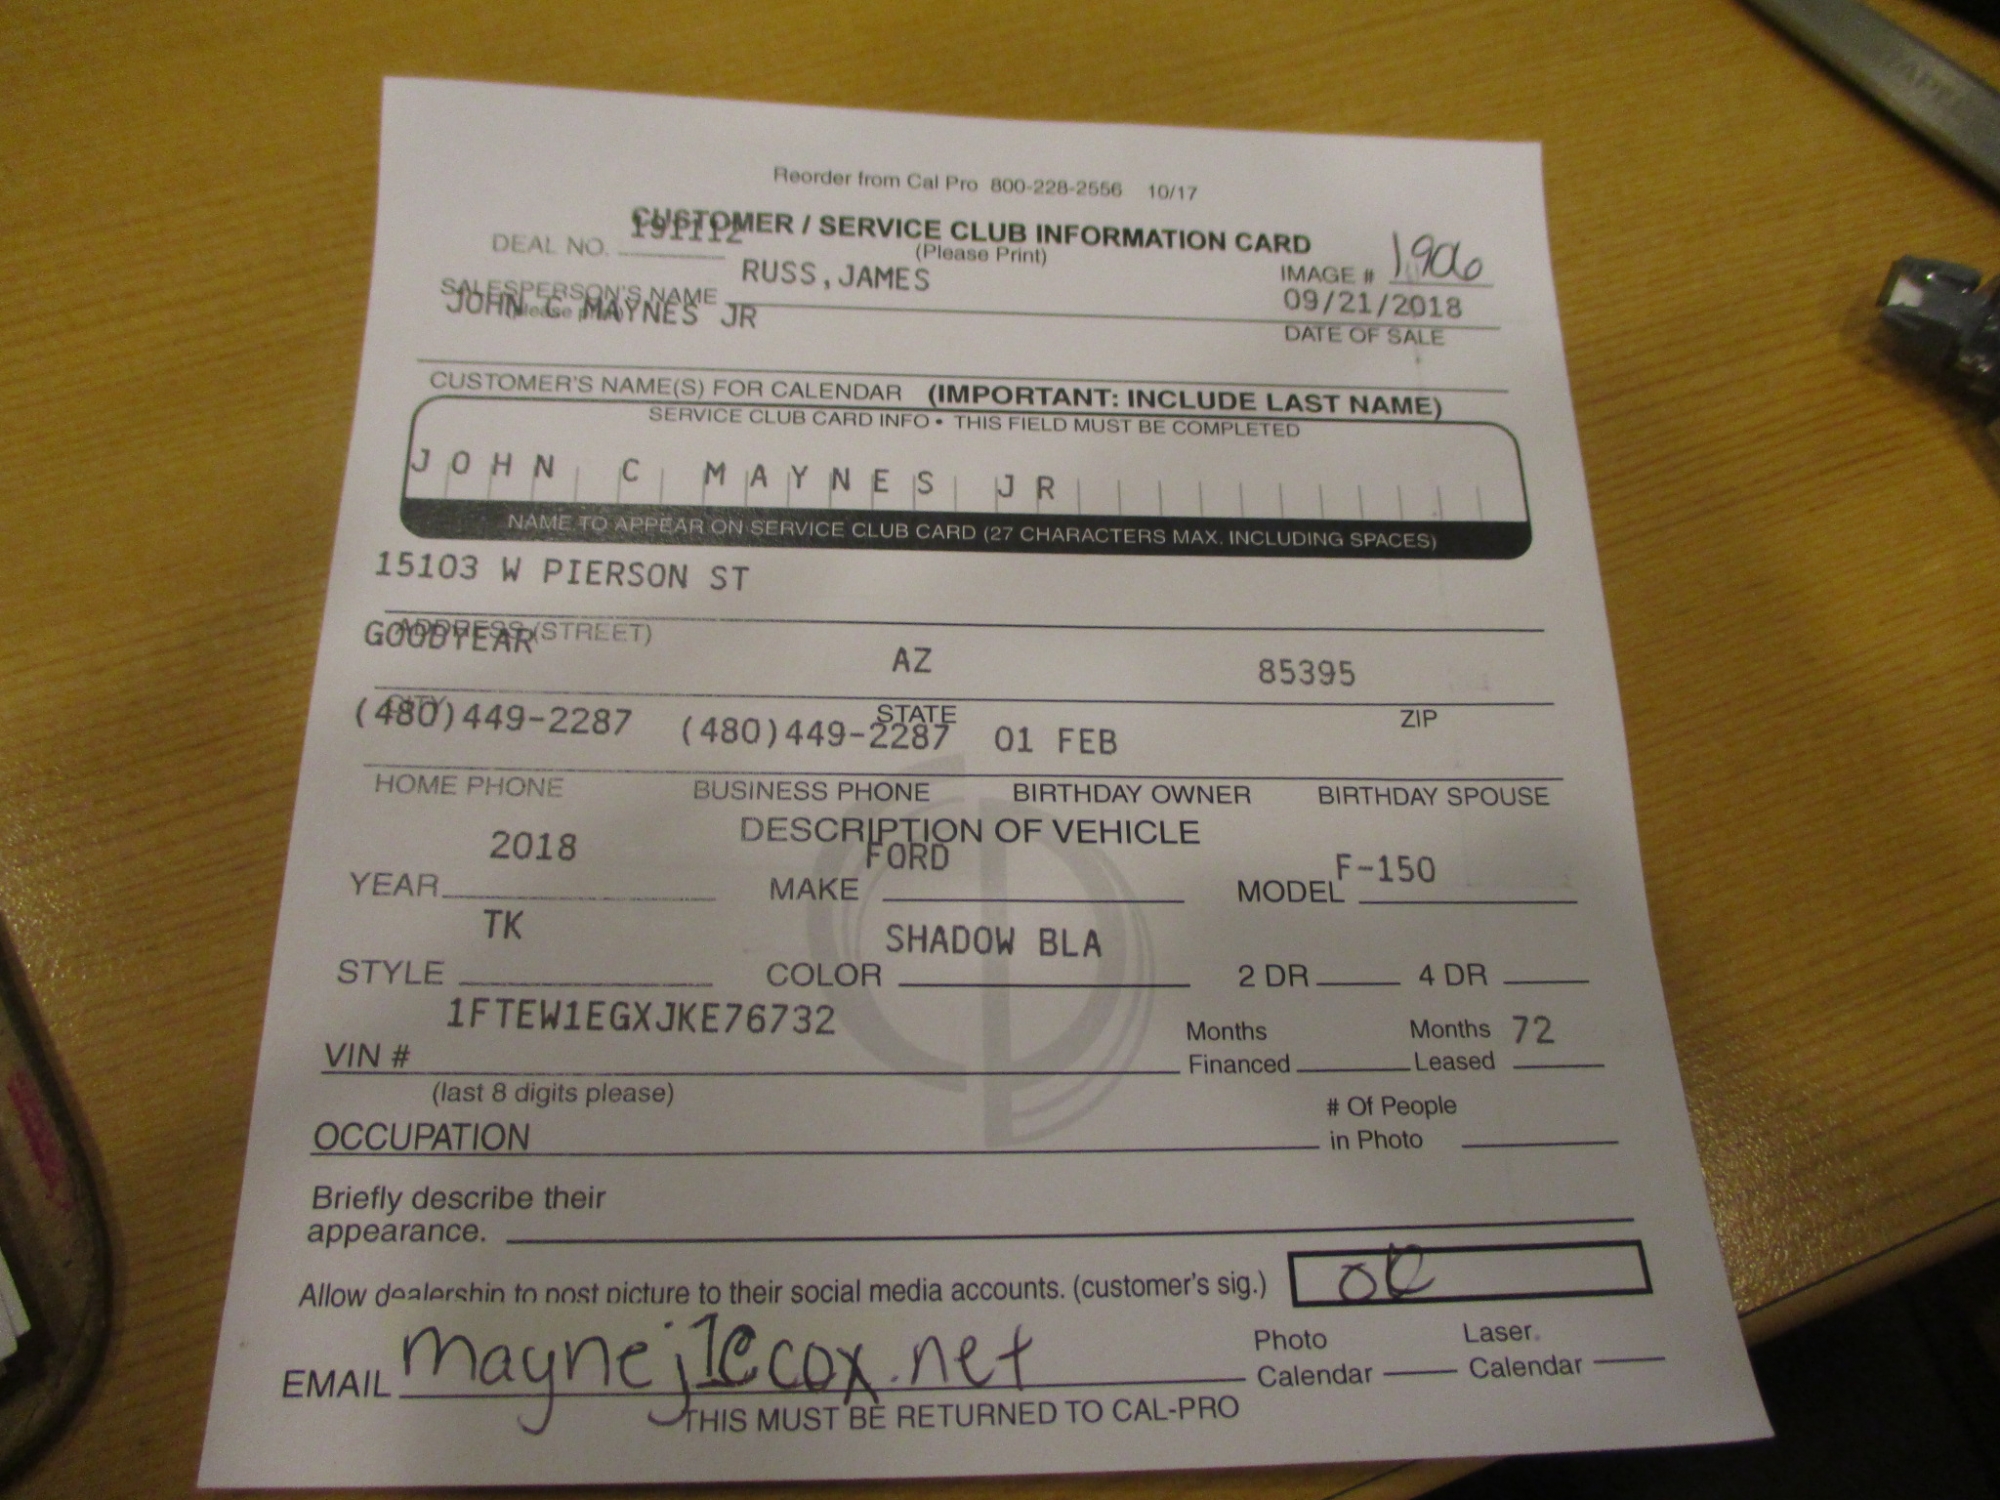 Reorder from Cal Pro 800-228-2556 10/17
CUSTOMER / SERVICE CLUB INFORMATION CARD
(Please Print)
DEAL NO. 191112
IMAGE # 1906
SALESPERSON'S NAME RUSS,JAMES
(please print)
09/21/2018
DATE OF SALE
JOHN C MAYNES JR
CUSTOMER'S NAME(S) FOR CALENDAR (IMPORTANT: INCLUDE LAST NAME)
SERVICE CLUB CARD INFO • THIS FIELD MUST BE COMPLETED
JOHN C MAYNES JR
NAME TO APPEAR ON SERVICE CLUB CARD (27 CHARACTERS MAX. INCLUDING SPACES)
15103 W PIERSON ST
ADDRESS (STREET)
GOODYEAR AZ 85395
CITY STATE ZIP
(480)449-2287 (480)449-2287 01 FEB
HOME PHONE BUSINESS PHONE BIRTHDAY OWNER BIRTHDAY SPOUSE
DESCRIPTION OF VEHICLE
YEAR 2018 MAKE FORD MODEL F-150
STYLE TK COLOR SHADOW BLA 2 DR 4 DR
VIN # 1FTEW1EGXJKE76732
(last 8 digits please)
Months Financed Months Leased 72
OCCUPATION
# Of People in Photo
Briefly describe their
appearance.
Allow dealership to post picture to their social media accounts. (customer's sig.) OK
EMAIL maynej1@cox.net
Photo Calendar Laser Calendar
THIS MUST BE RETURNED TO CAL-PRO